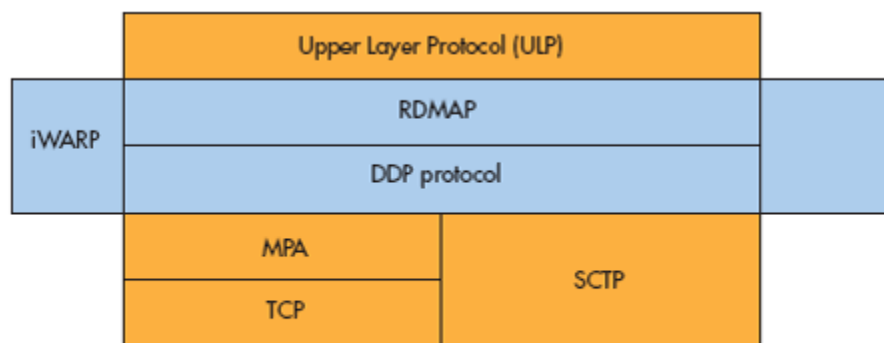 Upper Layer Protocol (ULP)
iWARP
RDMAP
DDP protocol
MPA
SCTP
TCP